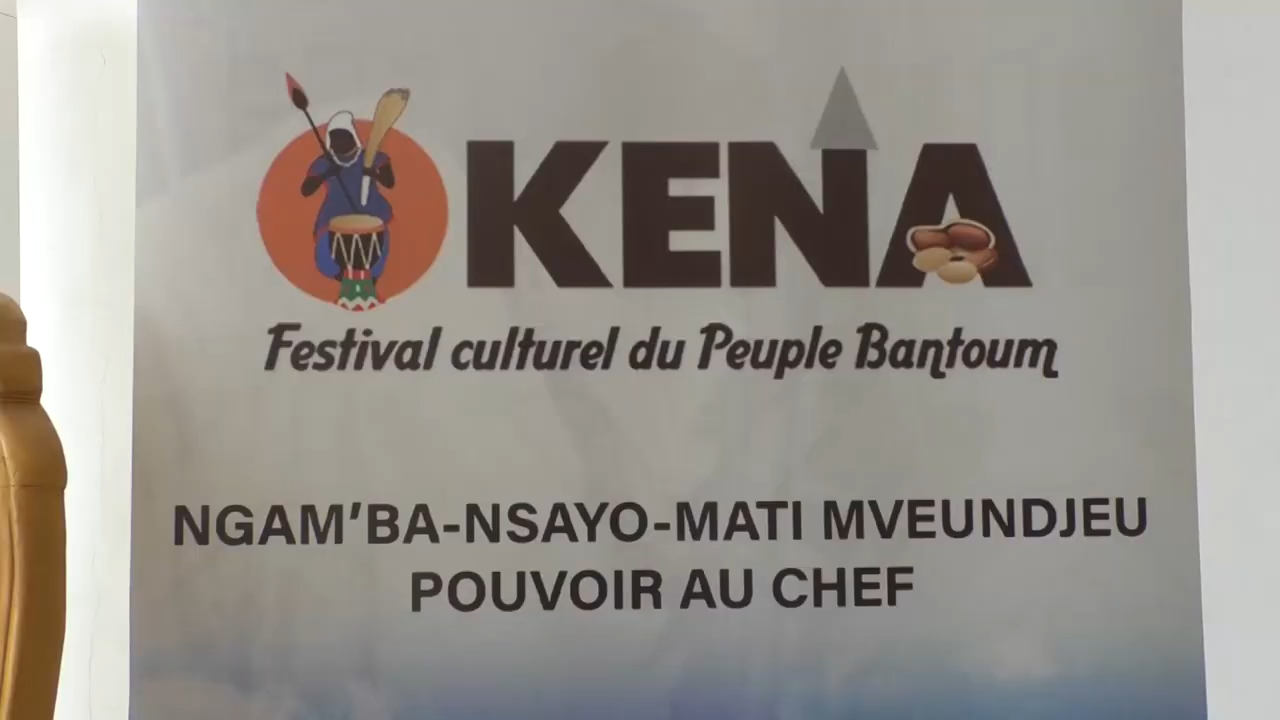 KENA
Festival culturel du Peuple Bantoum
NGAM'BA-NSAYO-MATI MVEUNDJEU
POUVOIR AU CHEF